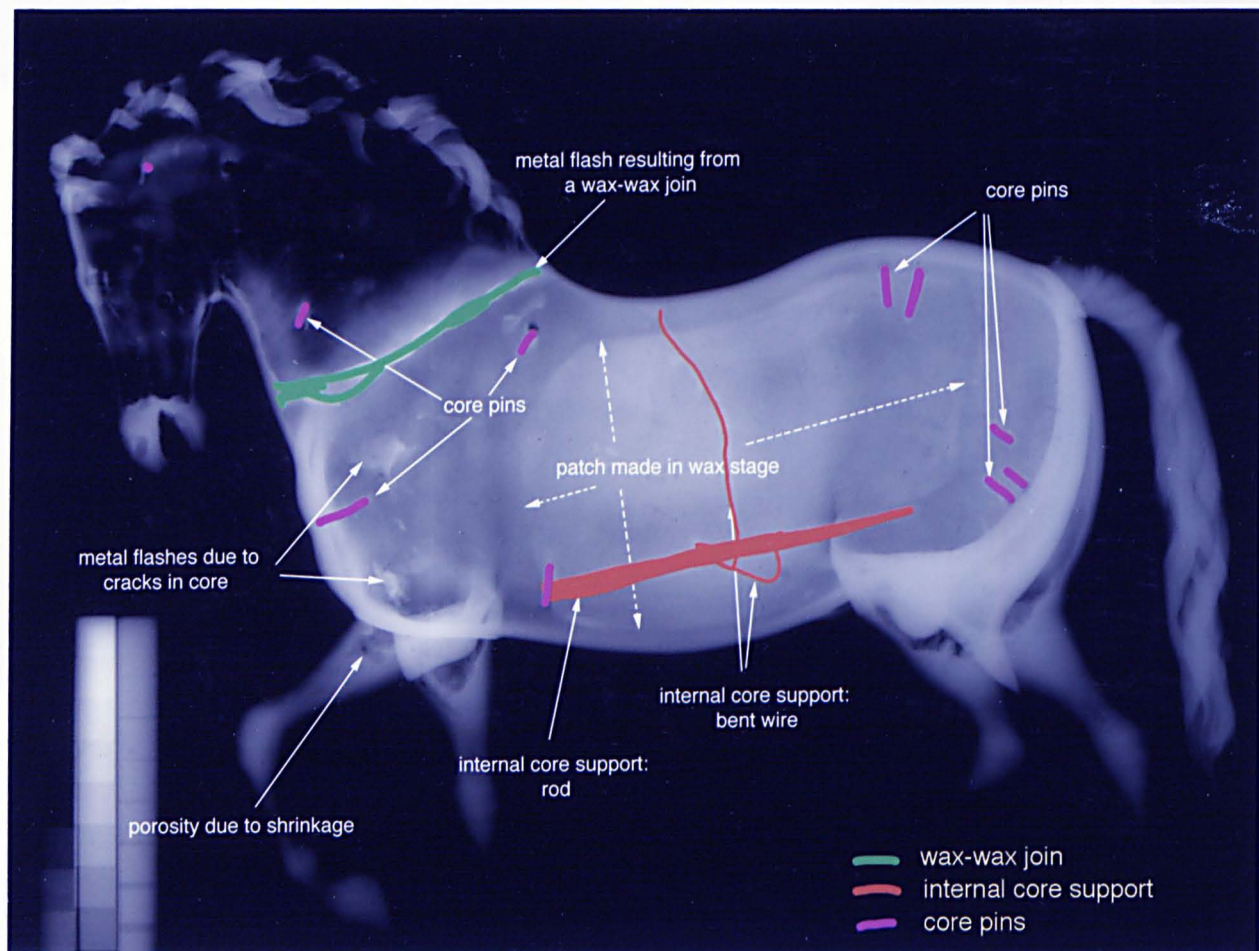 metal flash resulting from
a wax-wax join
core pins
core pins
patch made in wax stage
metal flashes due to
cracks in core
internal core support:
bent wire
internal core support:
rod
porosity due to shrinkage
wax-wax join
internal core support
core pins